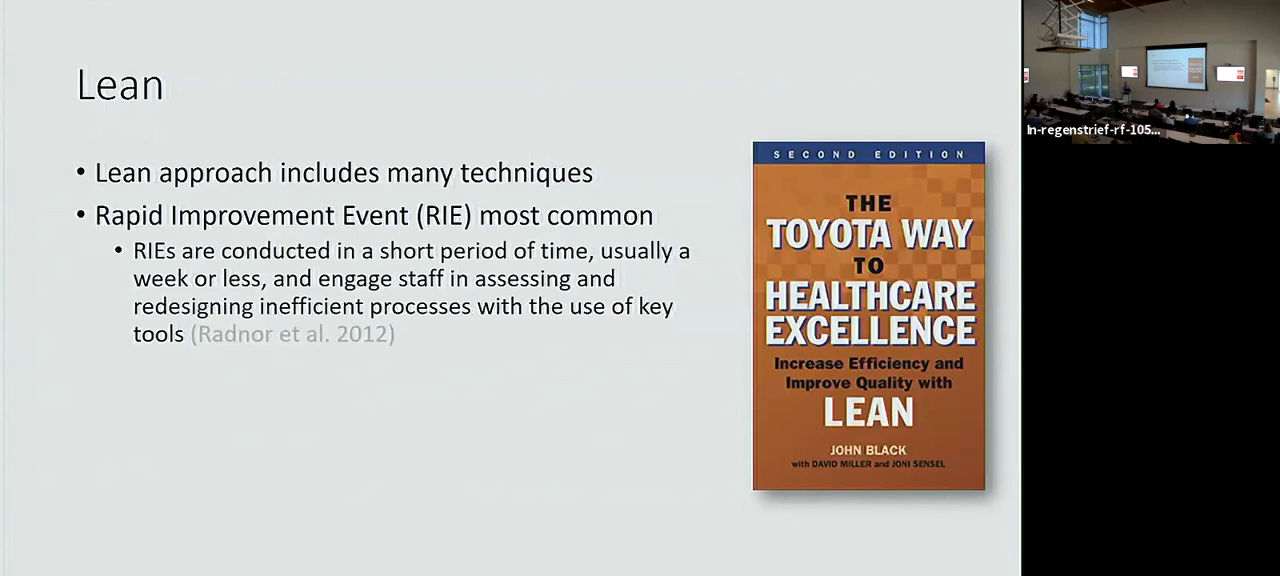 Lean
• Lean approach includes many techniques
• Rapid Improvement Event (RIE) most common
• RIEs are conducted in a short period of time, usually a
week or less, and engage staff in assessing and
redesigning inefficient processes with the use of key
tools (Radnor et al. 2012)
SECOND EDITION
THE
TOYOTA WAY
TO
HEALTHCARE
EXCELLENCE
Increase Efficiency and
Improve Quality with
LEAN
JOHN BLACK
with DAVID MILLER and JONI SENSEL
In-regenstrief-rf-105...